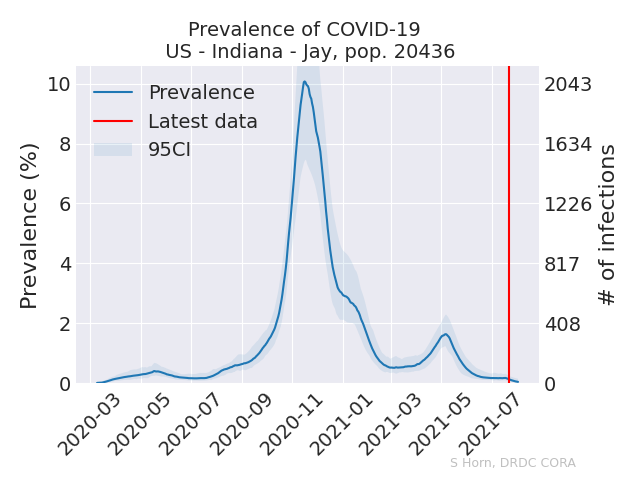 Prevalence of COVID-19
US - Indiana - Jay, pop. 20436
Prevalence (%)
10
8
6
4
2
0
Prevalence
Latest data
95CI
2043
1634
1226
817
408
0
# of infections
2020-03
2020-05
2020-07
2020-09
2020-11
2021-01
2021-03
2021-05
2021-07
S Horn, DRDC CORA